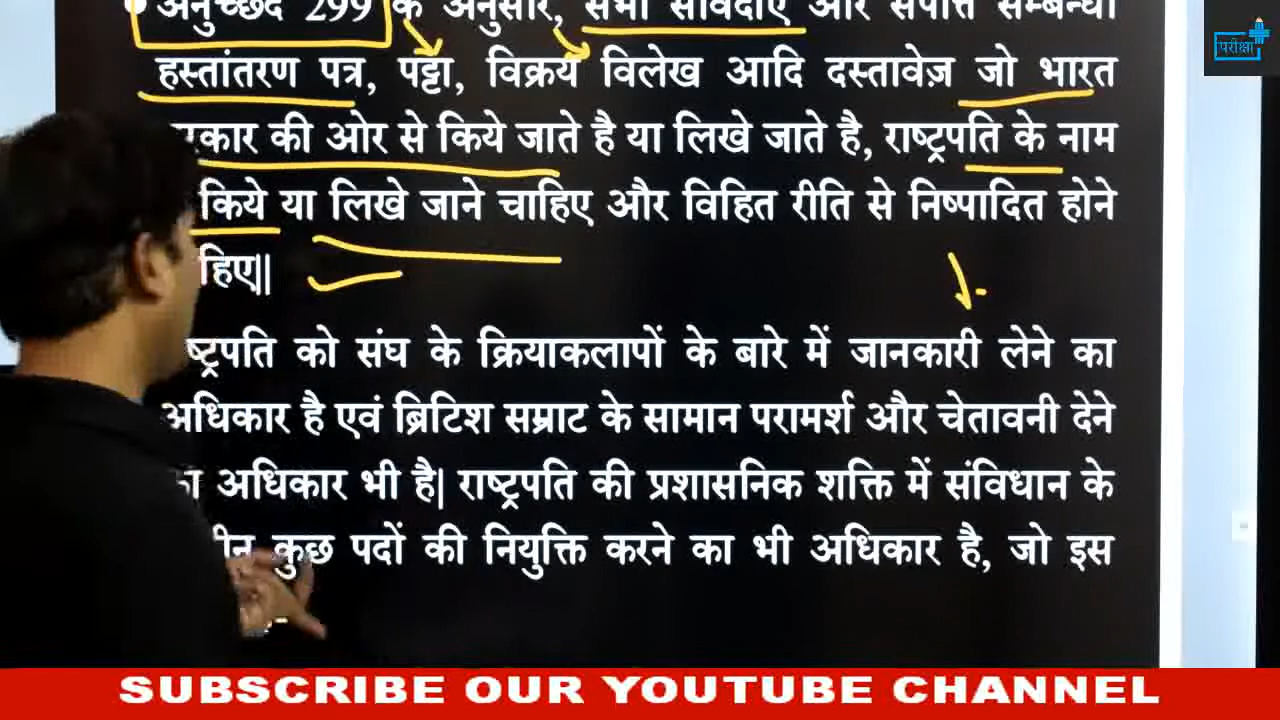 परीक्षा
अनुच्छेद 299 के अनुसार, सभी संविदाएं और संपत्ति सम्बन्धी
हस्तांतरण पत्र, पट्टा, विक्रय विलेख आदि दस्तावेज़ जो भारत
रकार की ओर से किये जाते है या लिखे जाते है, राष्ट्रपति के नाम
किये या लिखे जाने चाहिए और विहित रीति से निष्पादित होने
हिए||
ष्ट्रपति को संघ के क्रियाकलापों के बारे में जानकारी लेने का
अधिकार है एवं ब्रिटिश सम्राट के सामान परामर्श और चेतावनी देने
का अधिकार भी है| राष्ट्रपति की प्रशासनिक शक्ति में संविधान के
कुछ पदों की नियुक्ति करने का भी अधिकार है, जो इस
SUBSCRIBE OUR YOUTUBE CHANNEL